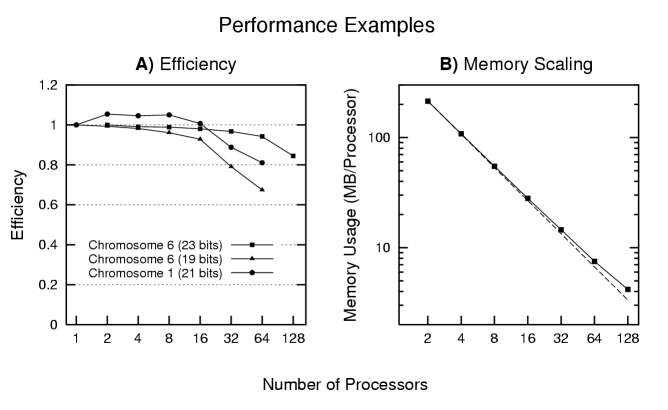 Performance Examples
A) Efficiency
B) Memory Scaling
1.2
1
0.8
0.6
0.4
0.2
0
Efficiency
Chromosome 6 (23 bits)
Chromosome 6 (19 bits)
Chromosome 1 (21 bits)
1 2 4 8 16 32 64 128
Memory Usage (MB/Processor)
100
10
2 4 8 16 32 64 128
Number of Processors